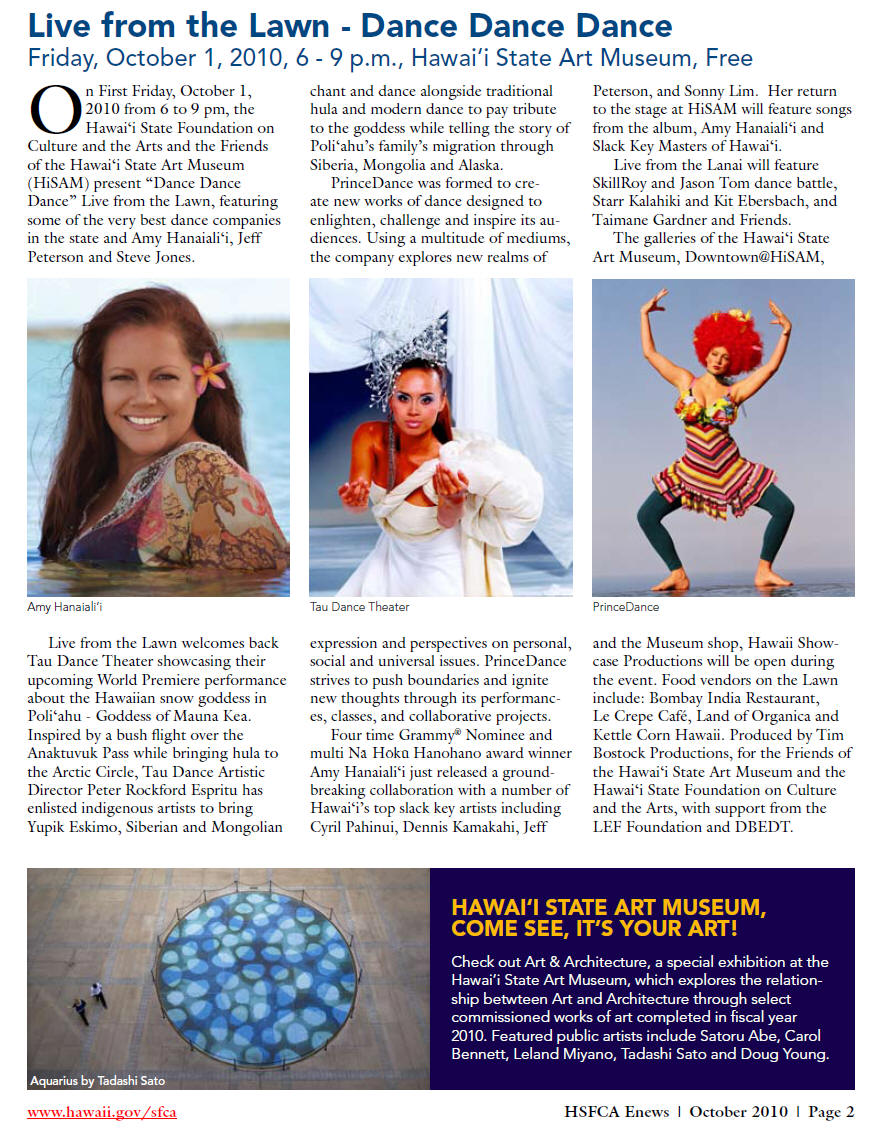 Live from the Lawn - Dance Dance Dance
Friday, October 1, 2010, 6 - 9 p.m., Hawai‘i State Art Museum, Free
On First Friday, October 1,
2010 from 6 to 9 pm, the
Hawai‘i State Foundation on
Culture and the Arts and the Friends
of the Hawai‘i State Art Museum
(HiSAM) present “Dance Dance
Dance” Live from the Lawn, featuring
some of the very best dance companies
in the state and Amy Hanaiali‘i, Jeff
Peterson and Steve Jones.
Amy Hanaiali‘i
Live from the Lawn welcomes back
Tau Dance Theater showcasing their
upcoming World Premiere performance
about the Hawaiian snow goddess in
Poli‘ahu - Goddess of Mauna Kea.
Inspired by a bush flight over the
Anaktuvuk Pass while bringing hula to
the Arctic Circle, Tau Dance Artistic
Director Peter Rockford Espritu has
enlisted indigenous artists to bring
Yupik Eskimo, Siberian and Mongolian
chant and dance alongside traditional
hula and modern dance to pay tribute
to the goddess while telling the story of
Poli‘ahu’s family’s migration through
Siberia, Mongolia and Alaska.
PrinceDance was formed to cre-
ate new works of dance designed to
enlighten, challenge and inspire its au-
diences. Using a multitude of mediums,
the company explores new realms of
Tau Dance Theater
expression and perspectives on personal,
social and universal issues. PrinceDance
strives to push boundaries and ignite
new thoughts through its performanc-
es, classes, and collaborative projects.
Four time Grammy® Nominee and
multi Nā Hōkū Hanohano award winner
Amy Hanaiali‘i just released a ground-
breaking collaboration with a number of
Hawai‘i’s top slack key artists including
Cyril Pahinui, Dennis Kamakahi, Jeff
Peterson, and Sonny Lim. Her return
to the stage at HiSAM will feature songs
from the album, Amy Hanaiali‘i and
Slack Key Masters of Hawai‘i.
Live from the Lanai will feature
SkillRoy and Jason Tom dance battle,
Starr Kalahiki and Kit Ebersbach, and
Taimane Gardner and Friends.
The galleries of the Hawai‘i State
Art Museum, Downtown@HiSAM,
PrinceDance
and the Museum shop, Hawaii Show-
case Productions will be open during
the event. Food vendors on the Lawn
include: Bombay India Restaurant,
Le Crepe Café, Land of Organica and
Kettle Corn Hawaii. Produced by Tim
Bostock Productions, for the Friends of
the Hawai‘i State Art Museum and the
Hawai‘i State Foundation on Culture
and the Arts, with support from the
LEF Foundation and DBEDT.
Aquarius by Tadashi Sato
HAWAI‘I STATE ART MUSEUM,
COME SEE, IT’S YOUR ART!
Check out Art & Architecture, a special exhibition at the
Hawai‘i State Art Museum, which explores the relation-
ship betwteen Art and Architecture through select
commissioned works of art completed in fiscal year
2010. Featured public artists include Satoru Abe, Carol
Bennett, Leland Miyano, Tadashi Sato and Doug Young.
www.hawaii.gov/sfca
HSFCA Enews | October 2010 | Page 2